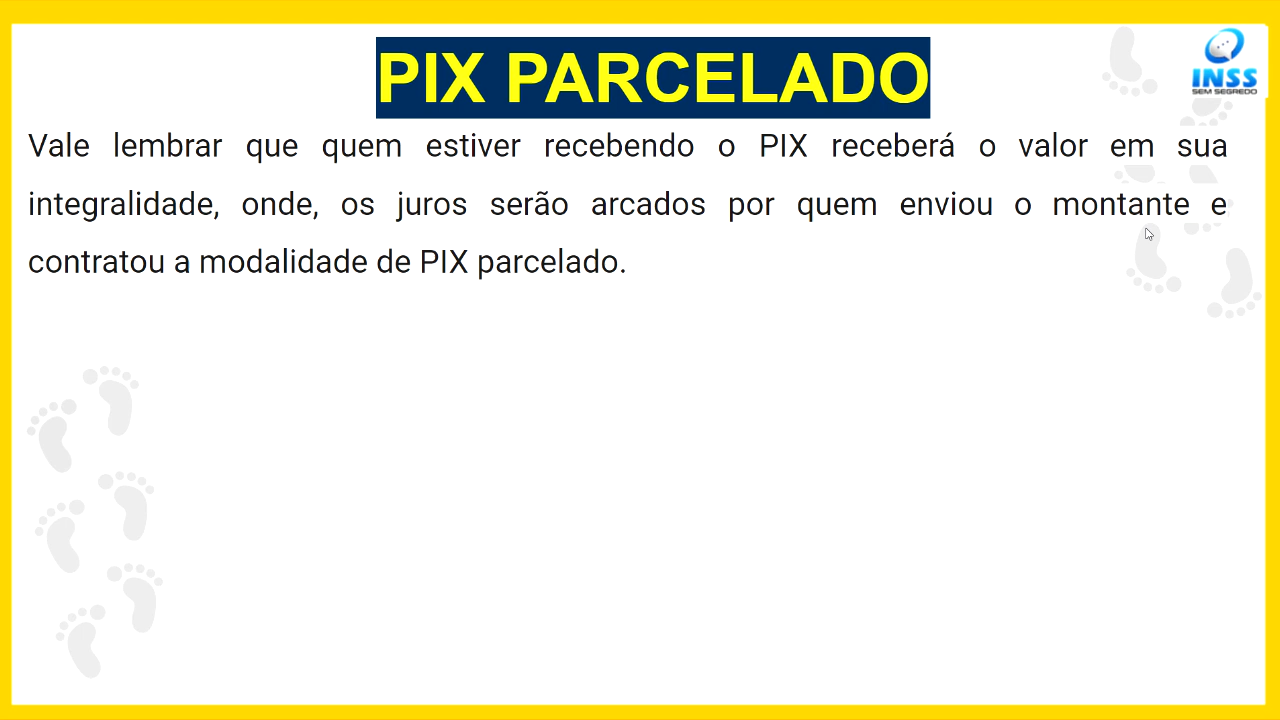 PIX PARCELADO
INSS
SEM SEGREDO
Vale lembrar que quem estiver recebendo o PIX receberá o valor em sua
integralidade, onde, os juros serão arcados por quem enviou o montante e
contratou a modalidade de PIX parcelado.